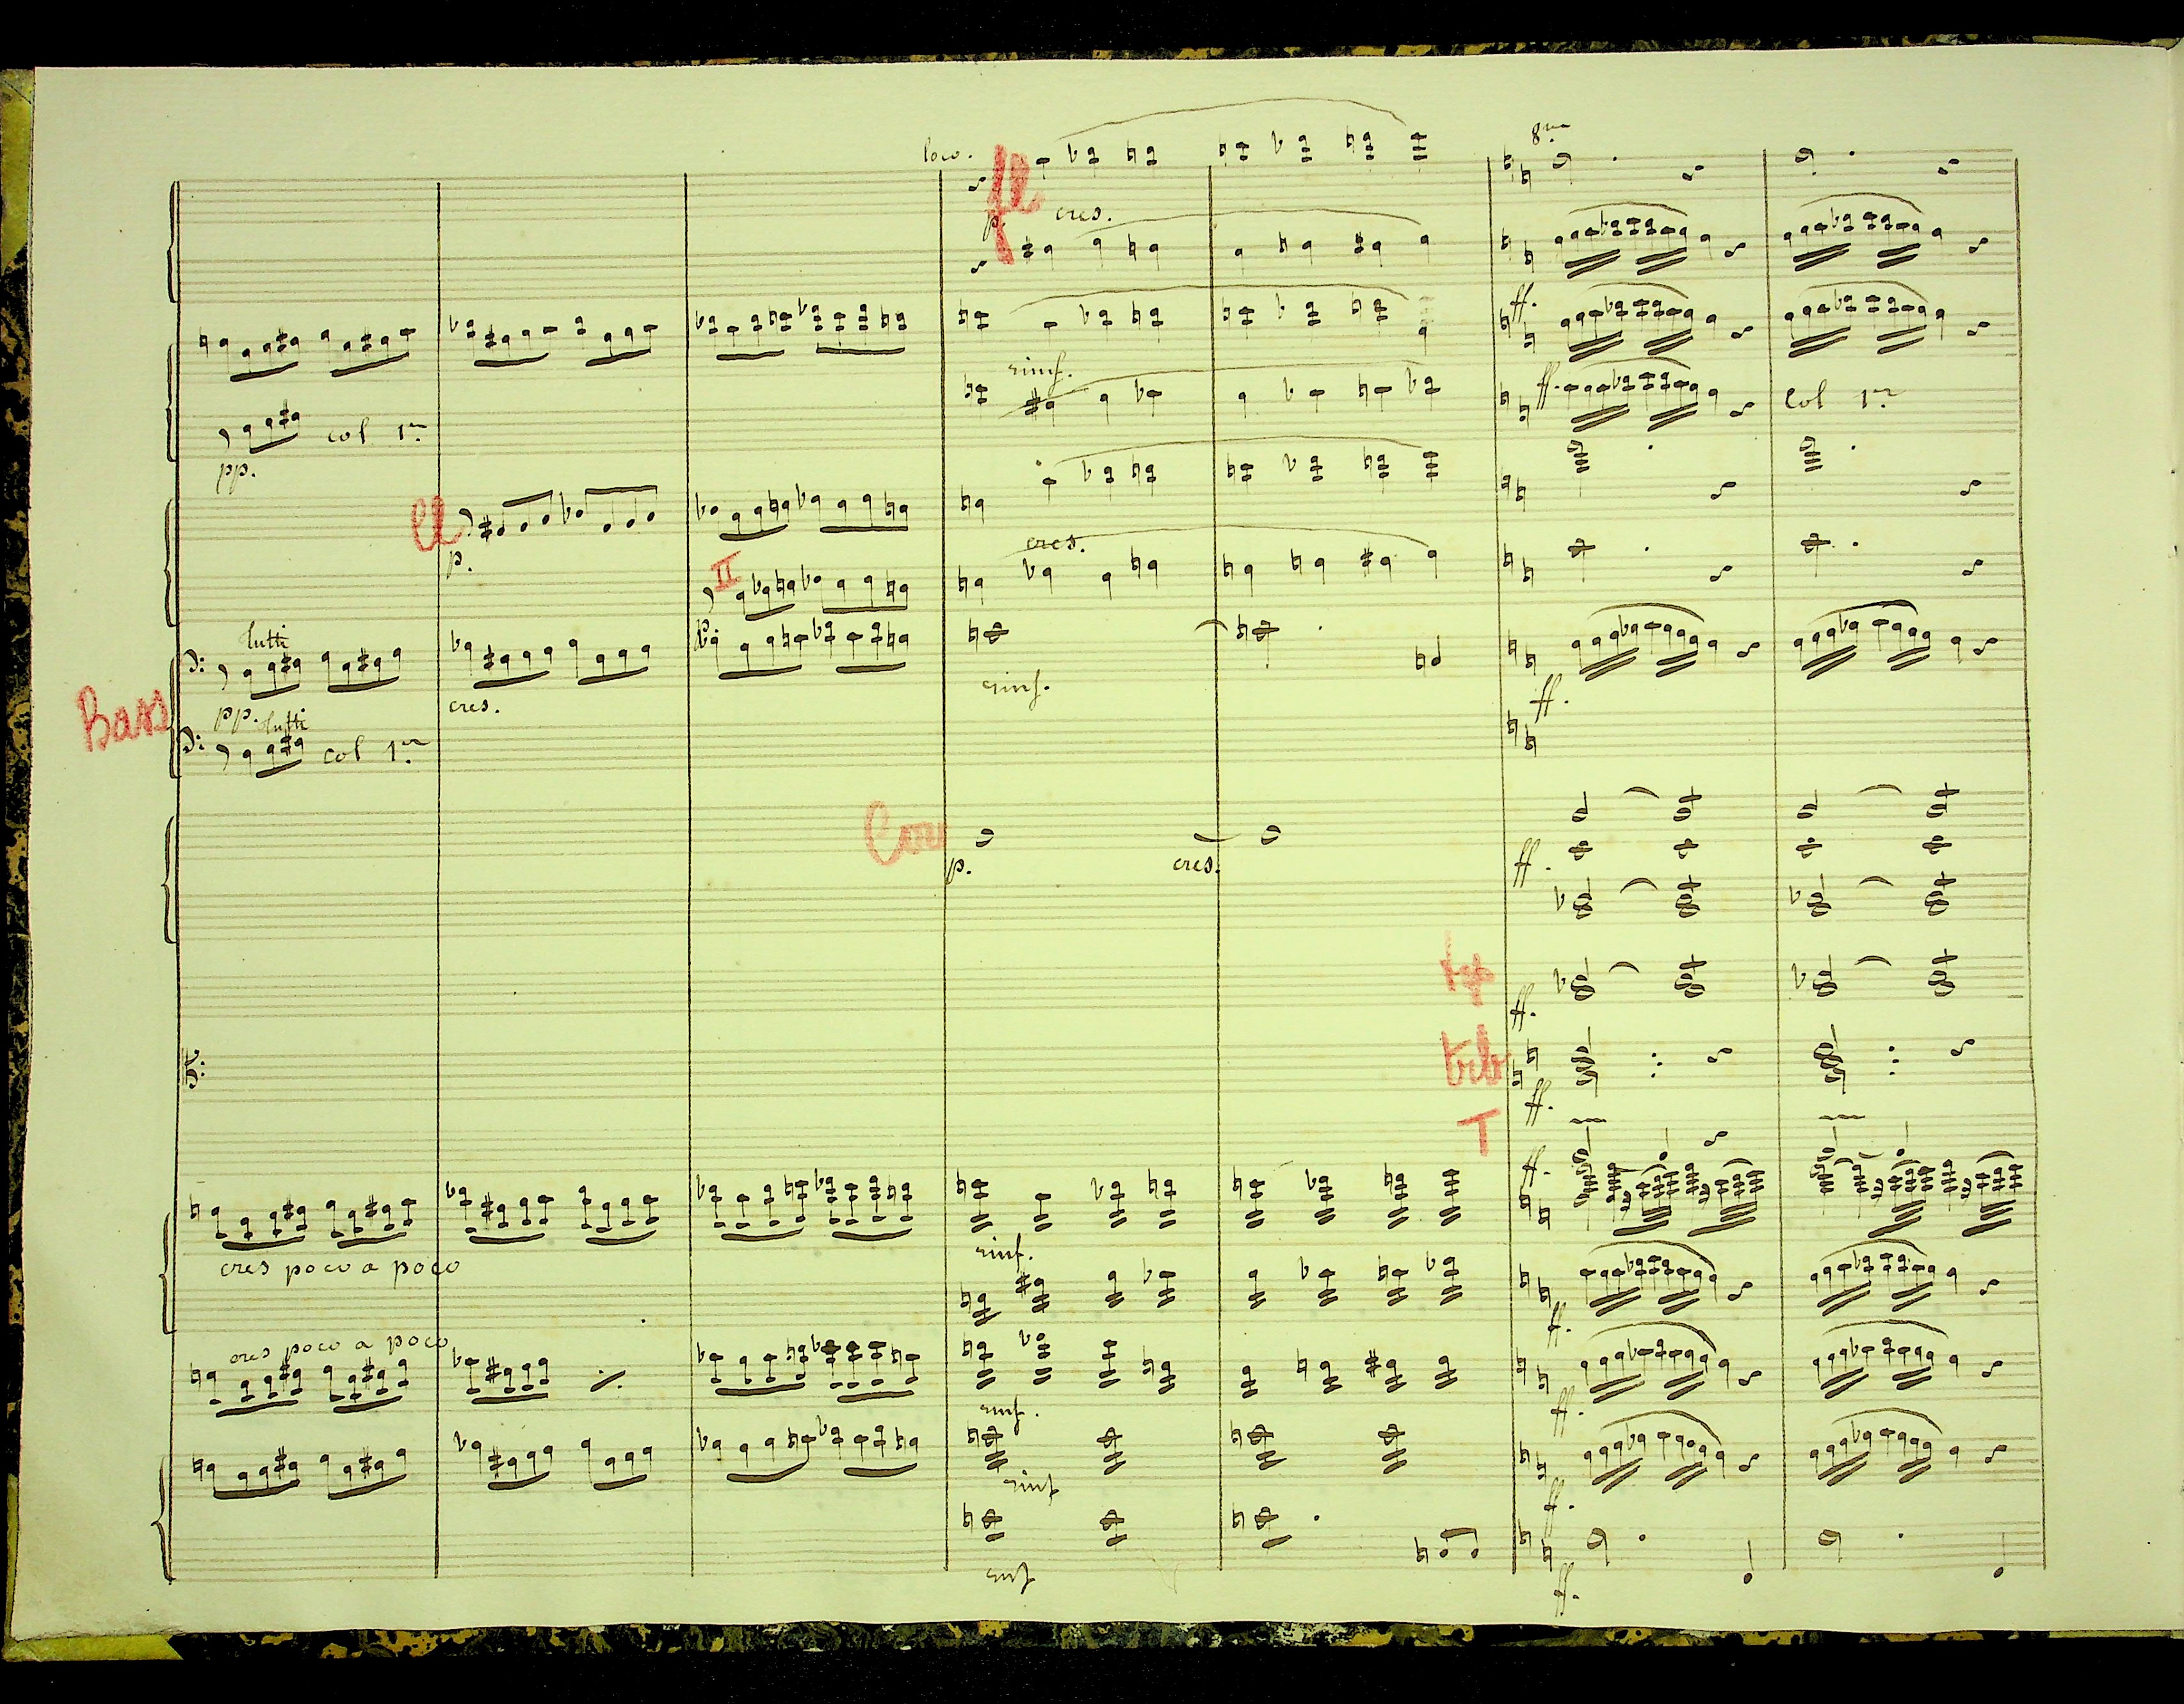 loco.
8va
fl
p.
cres.
ff.
rinf.
ff.
col 1mo
col 1mo
pp.
Cl
p.
cres.
II
tutti
pp.
cres.
rinf.
ff.
Bass
tutti
col 1mo
Cor
p.
cres.
ff.
tp
ff.
trb
ff.
T
ff.
cres poco a poco
rinf.
ff.
cres poco a poco
rinf.
ff.
rinf
ff.
rinf
ff.